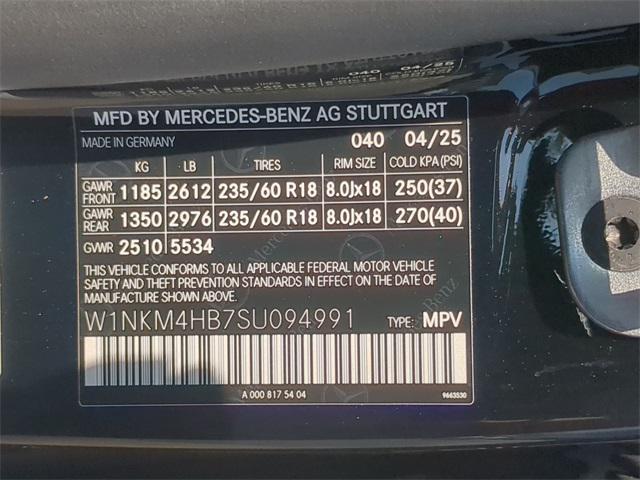 MFD BY MERCEDES-BENZ AG STUTTGART
MADE IN GERMANY 040 04/25
KG LB TIRES RIM SIZE COLD KPA (PSI)
GAWR FRONT 1185 2612 235/60 R18 8.0Jx18 250(37)
GAWR REAR 1350 2976 235/60 R18 8.0Jx18 270(40)
GVWR 2510 5534
THIS VEHICLE CONFORMS TO ALL APPLICABLE FEDERAL MOTOR VEHICLE
SAFETY AND THEFT PREVENTION STANDARDS IN EFFECT ON THE DATE OF
MANUFACTURE SHOWN ABOVE.
W1NKM4HB7SU094991 TYPE: MPV
A 000 817 54 04 9663530